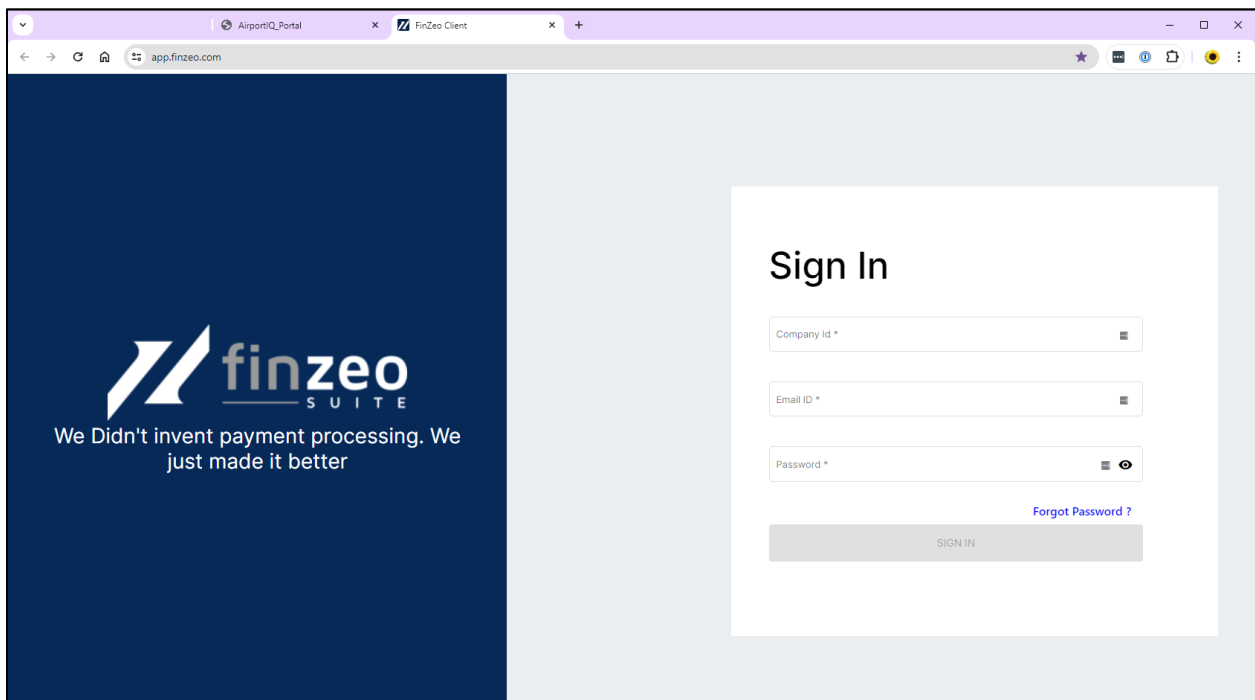 AirportIQ_Portal
FinZeo Client
app.finzeo.com
finzeo
SUITE
We Didn't invent payment processing. We
just made it better
Sign In
Company Id *
Email ID *
Password *
Forgot Password ?
SIGN IN